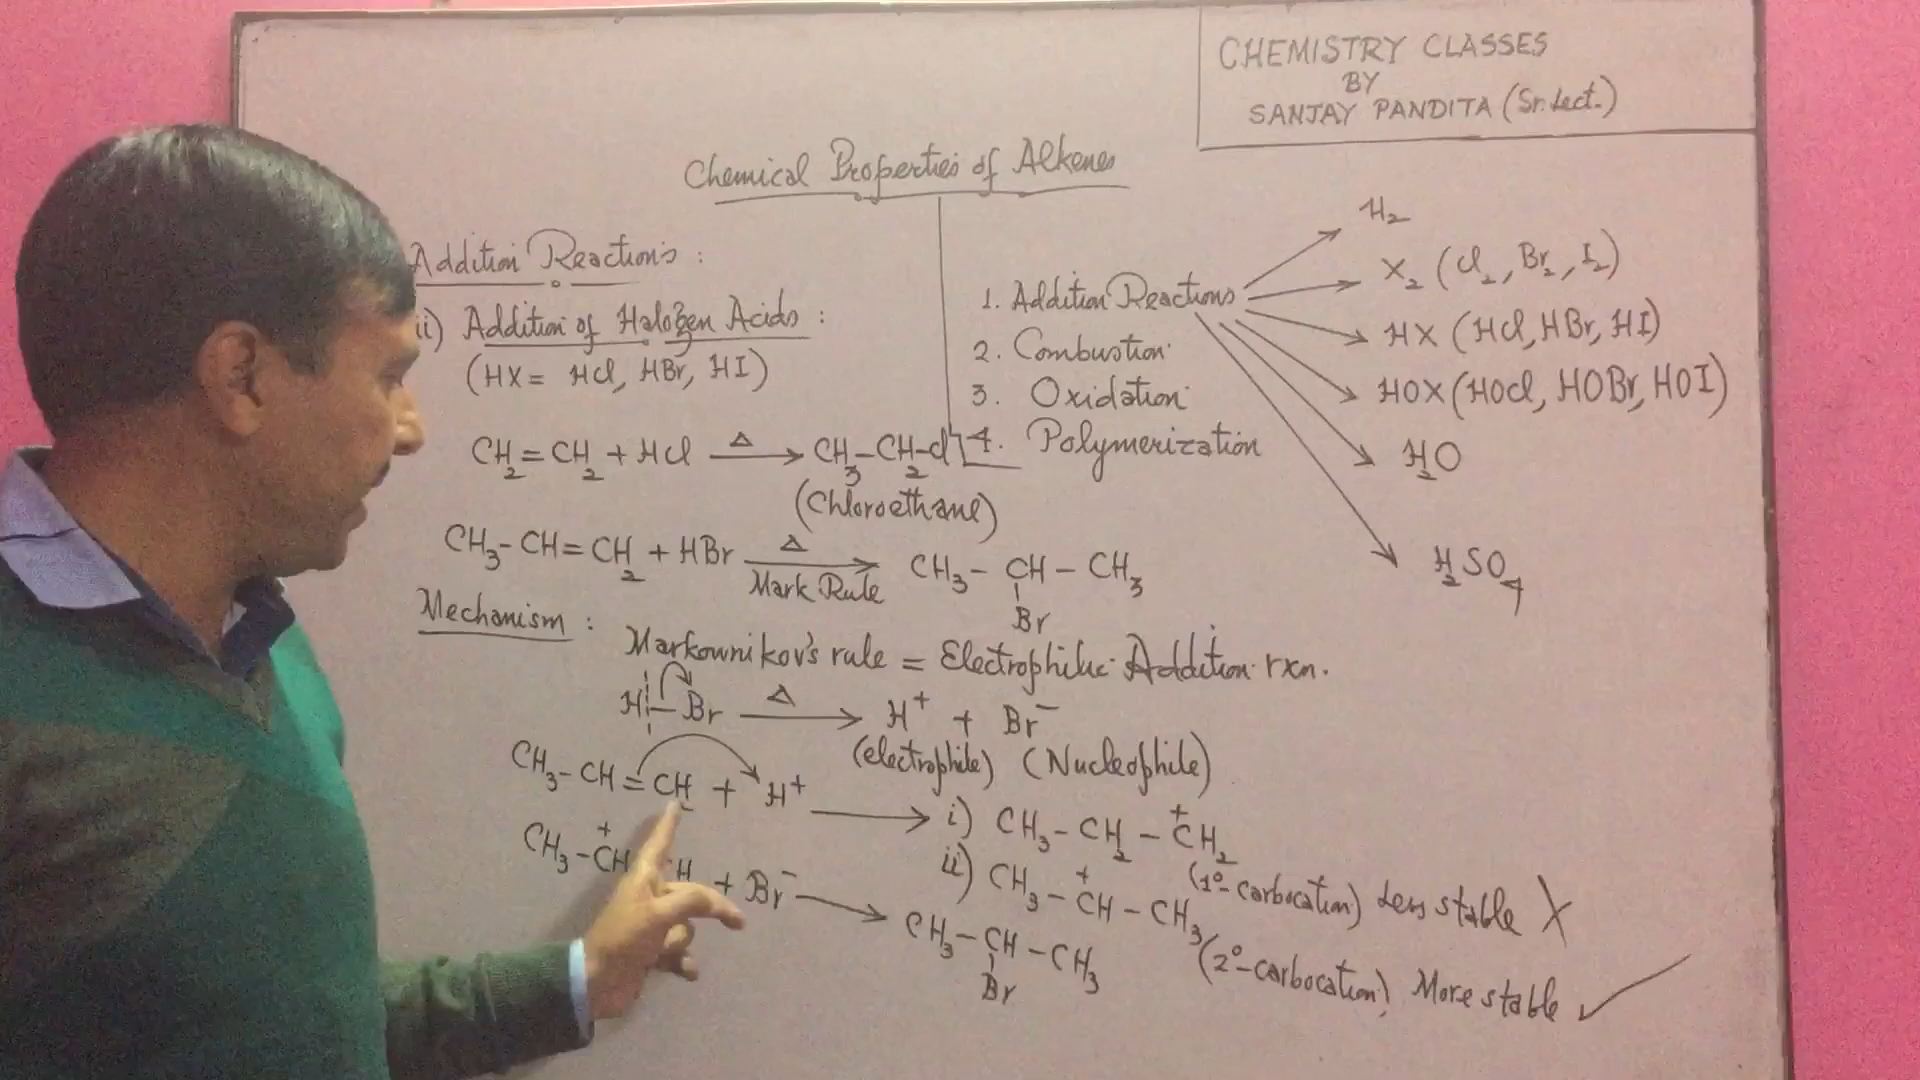 CHEMISTRY CLASSES
BY
SANJAY PANDITA (Sr. Lect.)
Chemical Properties of Alkenes
Addition Reactions :
ii) Addition of Halogen Acids :
(HX = HCl, HBr, HI)
CH₂=CH₂ + HCl —Δ→ CH₃-CH₂-Cl
(Chloroethane)
CH₃-CH=CH₂ + HBr —Δ→ CH₃-CH-CH₃
Mark. Rule
Br
1. Addition Reactions
2. Combustion
3. Oxidation
4. Polymerization
H₂
X₂ (Cl₂, Br₂, I₂)
HX (HCl, HBr, HI)
HOX (HOCl, HOBr, HOI)
H₂O
H₂SO₄
Mechanism :
Markownikov's rule = Electrophilic Addition rxn.
H-Br —Δ→ H⁺ + Br⁻
(electrophile) (Nucleophile)
CH₃-CH=CH₂ + H⁺ → i) CH₃-CH₂-C⁺H₂
(1°-carbocation) Less stable X
ii) CH₃-C⁺H-CH₃
(2°-carbocation) More stable ✓
CH₃-C⁺H H + Br⁻ → CH₃-CH-CH₃
Br